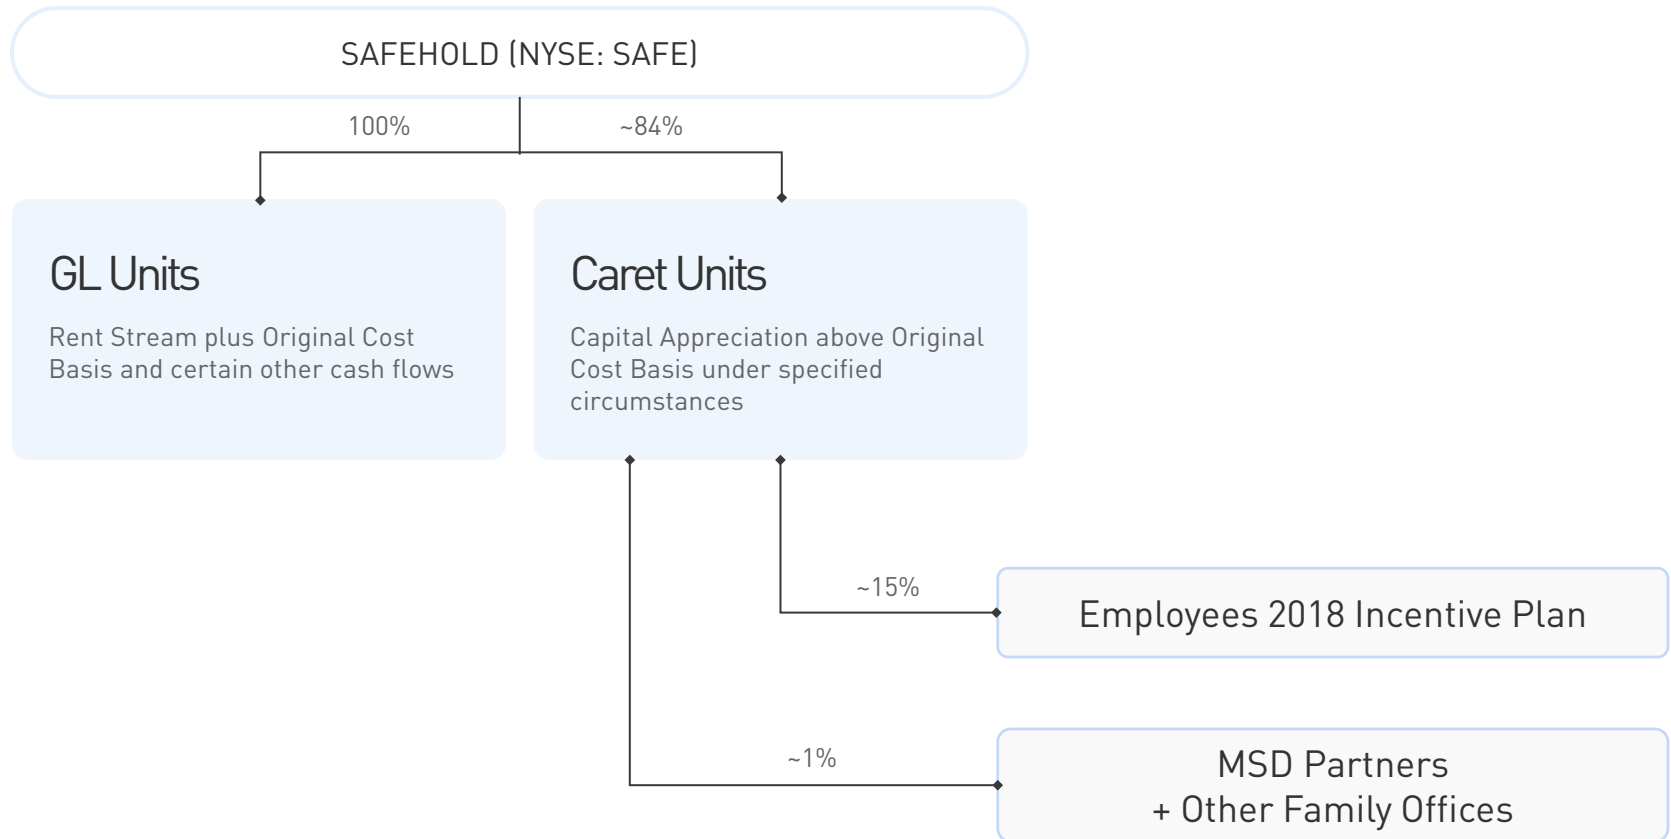 SAFEHOLD (NYSE: SAFE)
100%
~84%
GL Units
Rent Stream plus Original Cost
Basis and certain other cash flows
Caret Units
Capital Appreciation above Original
Cost Basis under specified
circumstances
~15%
Employees 2018 Incentive Plan
~1%
MSD Partners
+ Other Family Offices